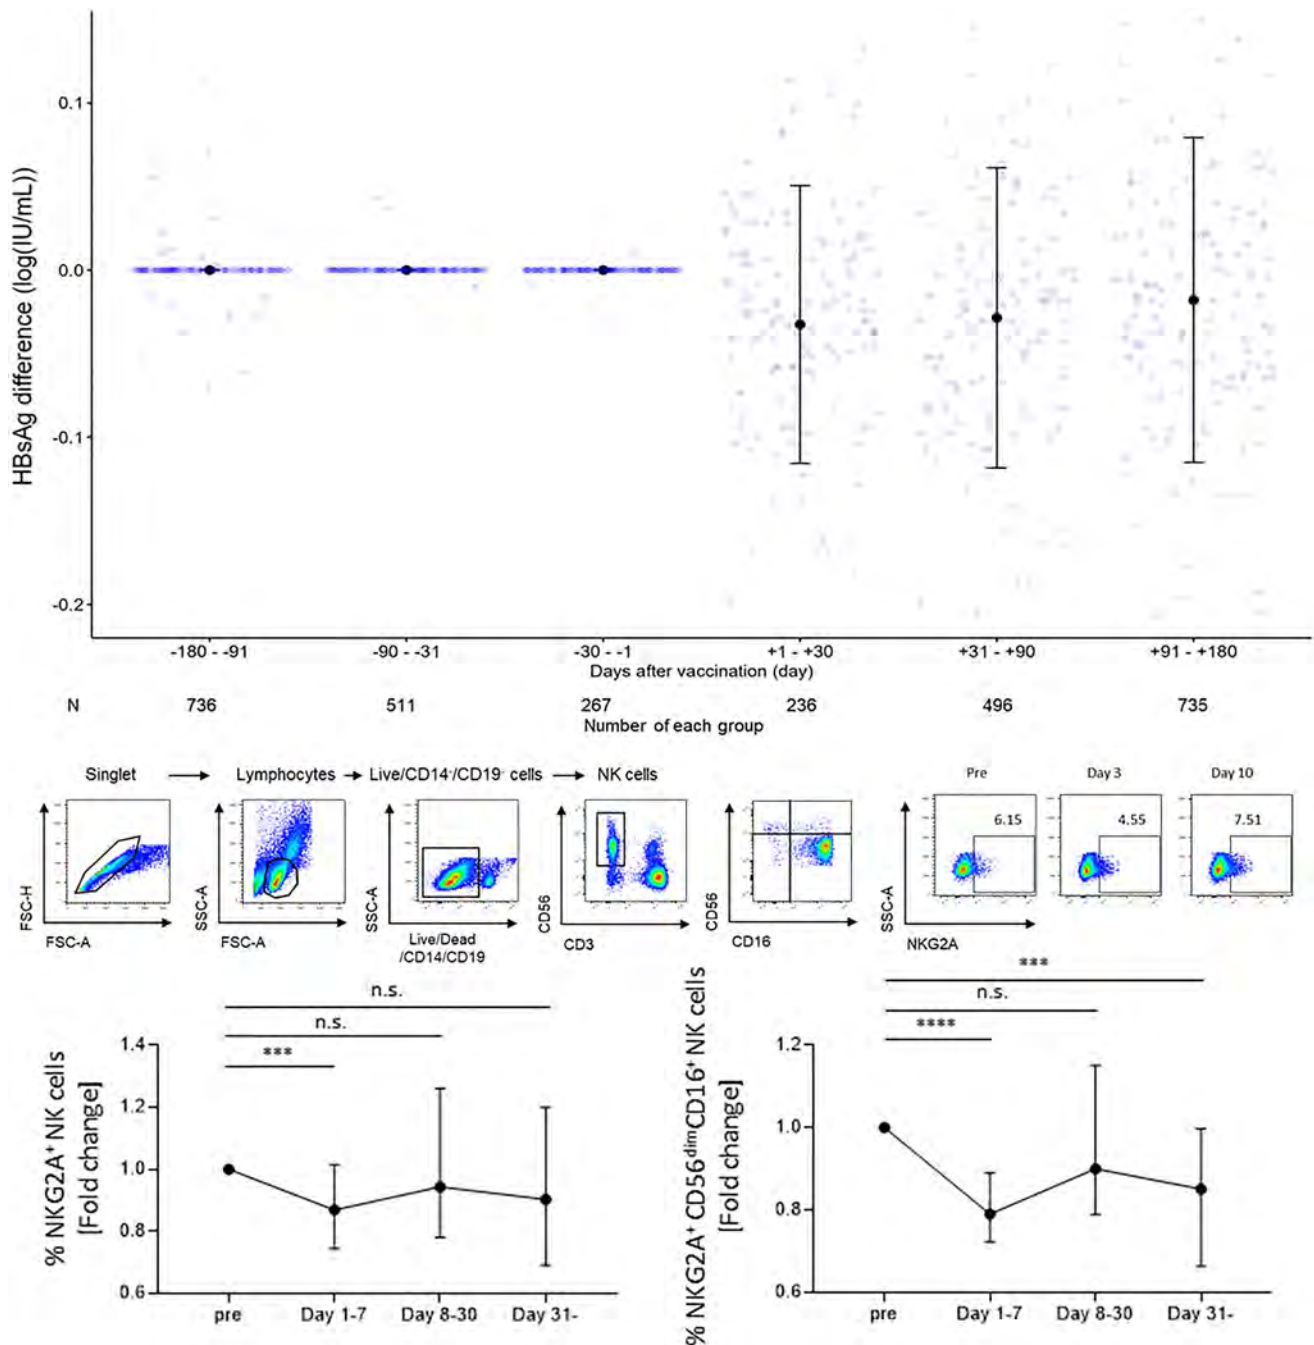 HBsAg difference (log(IU/mL))
0.1
0.0
-0.1
-0.2
-180 - -91
-90 - -31
-30 - -1
+1 - +30
+31 - +90
+91 - +180
Days after vaccination (day)
N 736 511 267 236 496 735
Number of each group
Singlet
Lymphocytes
Live/CD14-/CD19- cells
NK cells
Pre
Day 3
Day 10
FSC-H
FSC-A
SSC-A
FSC-A
SSC-A
Live/Dead
/CD14/CD19
CD56
CD3
CD56
CD16
SSC-A
6.15
4.55
7.51
NKG2A
% NKG2A⁺ NK cells
[Fold change]
n.s.
n.s.
***
1.4
1.2
1.0
0.8
0.6
pre
Day 1-7
Day 8-30
Day 31-
% NKG2A⁺ CD56ᵈⁱᵐCD16⁺ NK cells
[Fold change]
***
n.s.
****
1.2
1.0
0.8
0.6
pre
Day 1-7
Day 8-30
Day 31-